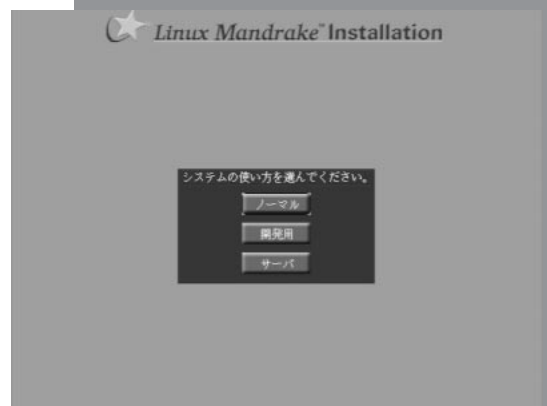 Linux Mandrake™ Installation
システムの使い方を選んでください。
ノーマル
開発用
サーバ